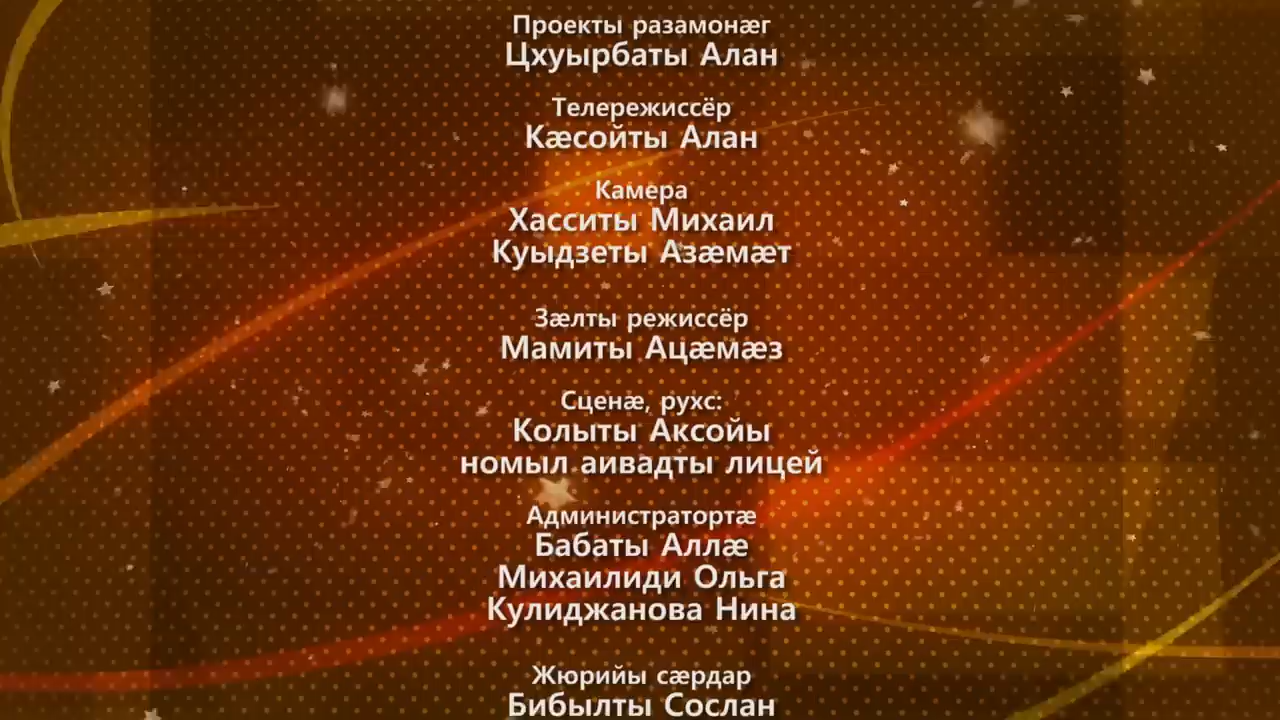 Проекты разамонæг
Цхуырбаты Алан
Телережиссёр
Кæсойты Алан
Камера
Хасситы Михаил
Куыдзеты Азæмæт
Зæлты режиссёр
Мамиты Ацæмæз
Сценæ, рухс:
Колыты Аксойы
номыл аивадты лицей
Администратортæ
Бабаты Аллæ
Михаилиди Ольга
Кулиджанова Нина
Жюрийы сæрдар
Бибылты Сослан